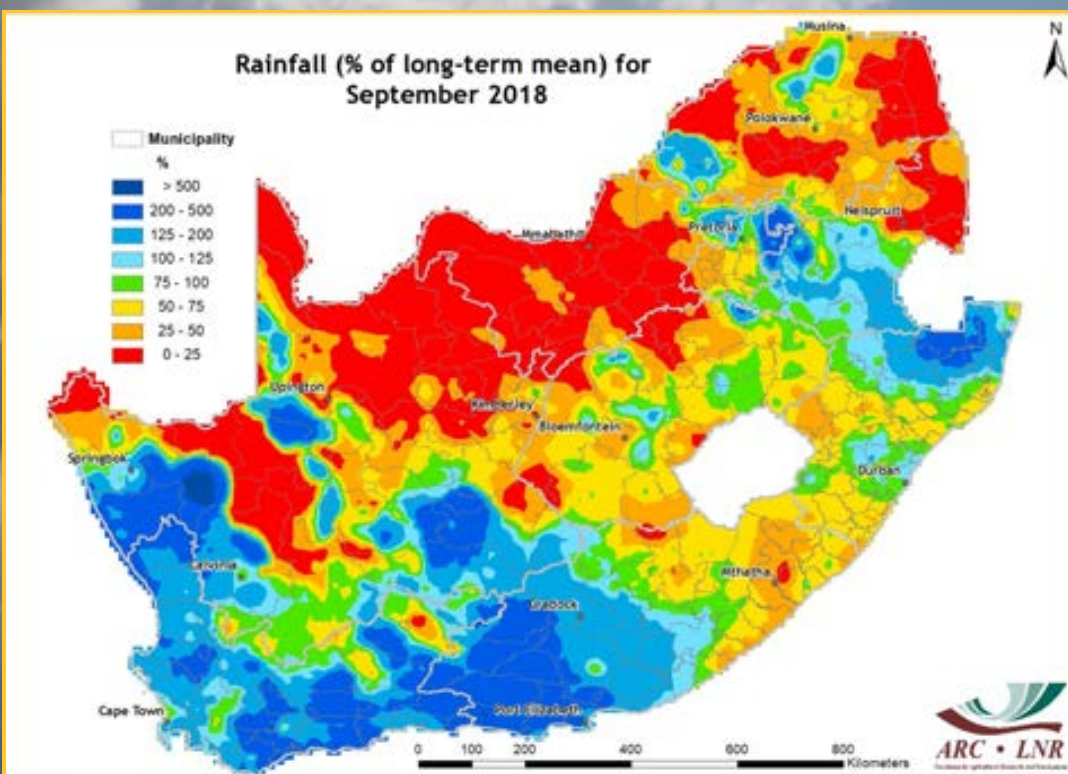 Rainfall (% of long-term mean) for
September 2018
N
Municipality
%
> 500
200 - 500
125 - 200
100 - 125
75 - 100
50 - 75
25 - 50
0 - 25
Musina
Polokwane
Nelspruit
Mmabatho
Pretoria
Upington
Kimberley
Bloemfontein
Springbok
Durban
Calvinia
Mthatha
Cradock
Cape Town
Port Elizabeth
0 100 200 400 600 800
Kilometers
ARC • LNR